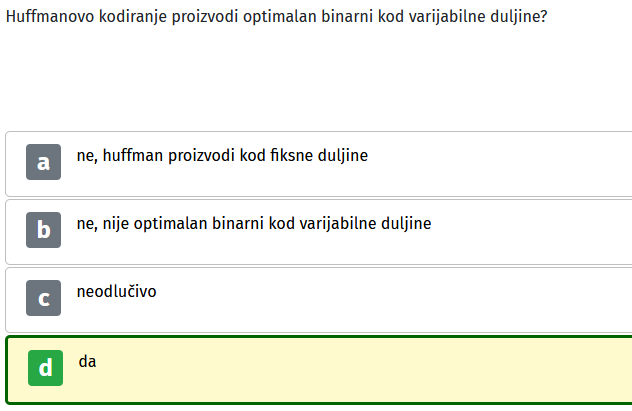 Huffmanovo kodiranje proizvodi optimalan binarni kod varijabilne duljine?
a ne, huffman proizvodi kod fiksne duljine
b ne, nije optimalan binarni kod varijabilne duljine
c neodlučivo
d da